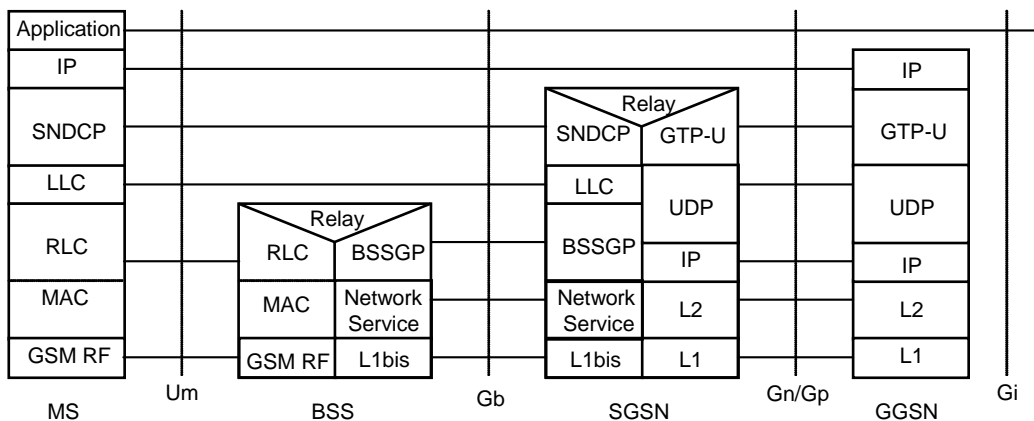 Application
IP
IP
Relay
SNDCP
SNDCP
GTP-U
GTP-U
LLC
LLC
UDP
UDP
Relay
RLC
RLC
BSSGP
BSSGP
IP
IP
MAC
MAC
Network
Service
Network
Service
L2
L2
GSM RF
GSM RF
L1bis
L1bis
L1
L1
Um
Gb
Gn/Gp
Gi
MS
BSS
SGSN
GGSN